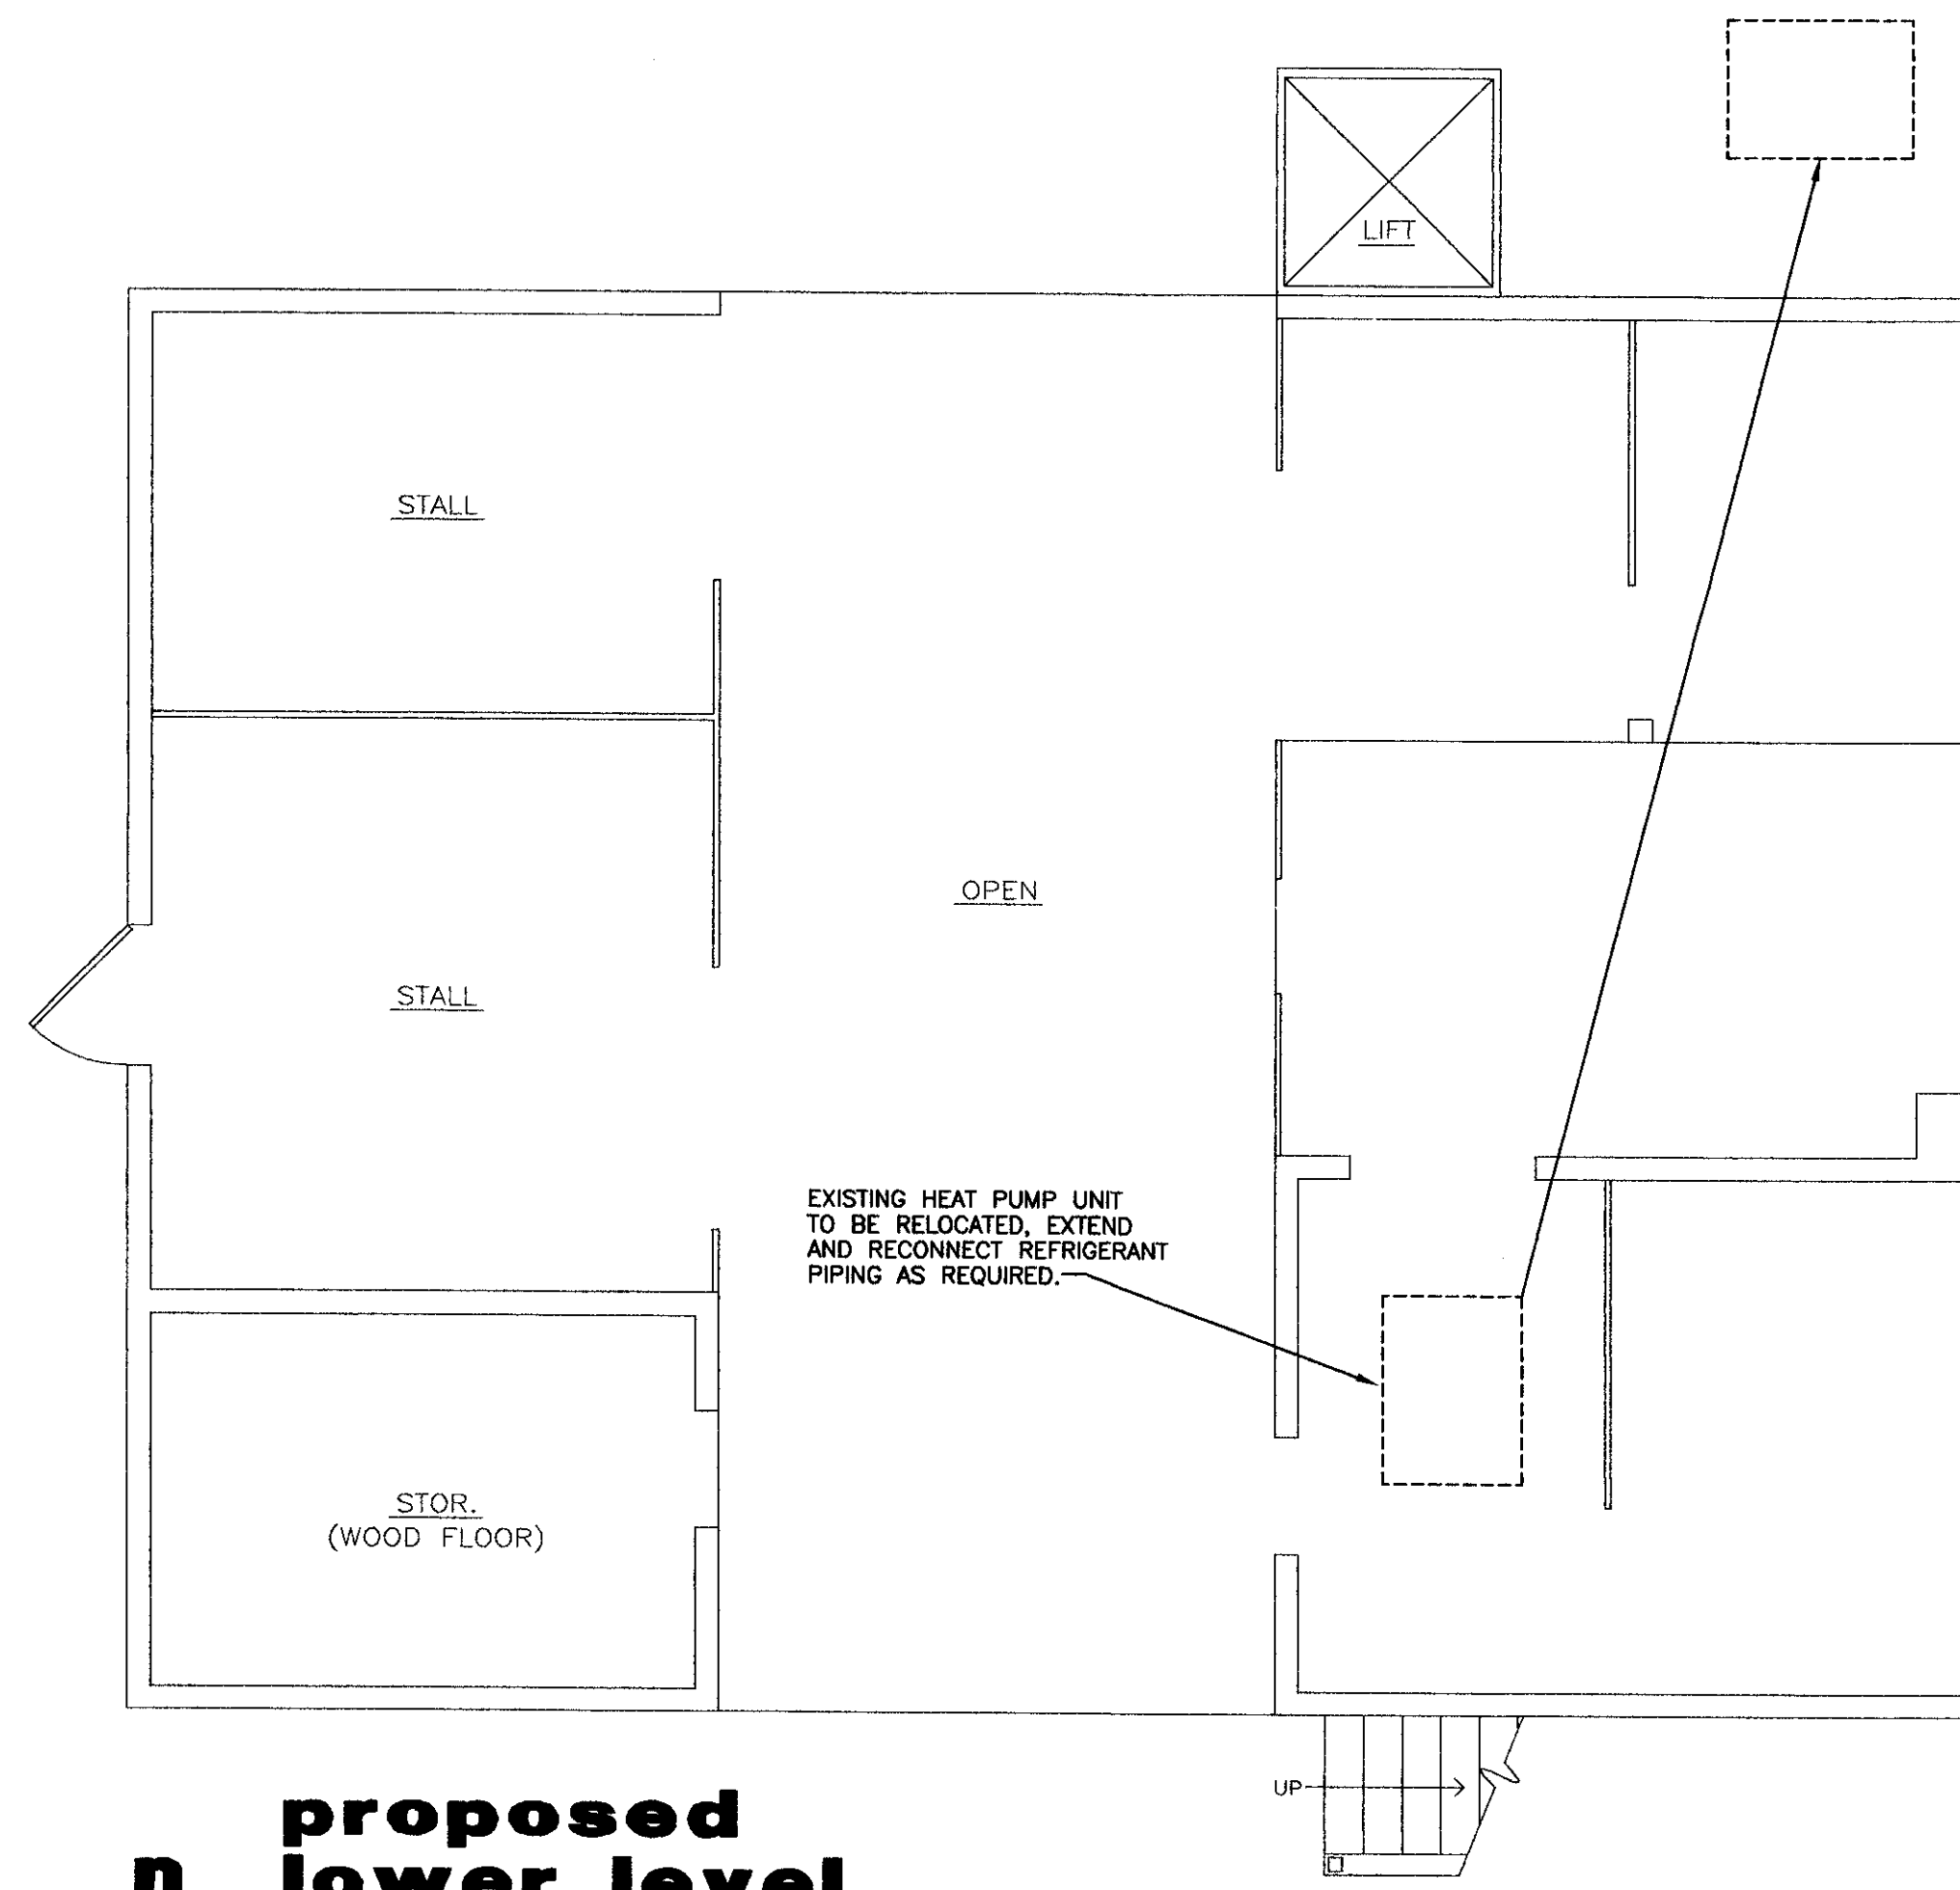 LIFT
STALL
OPEN
STALL
EXISTING HEAT PUMP UNIT
TO BE RELOCATED, EXTEND
AND RECONNECT REFRIGERANT
PIPING AS REQUIRED.
STOR.
(WOOD FLOOR)
UP
proposed
n lower level